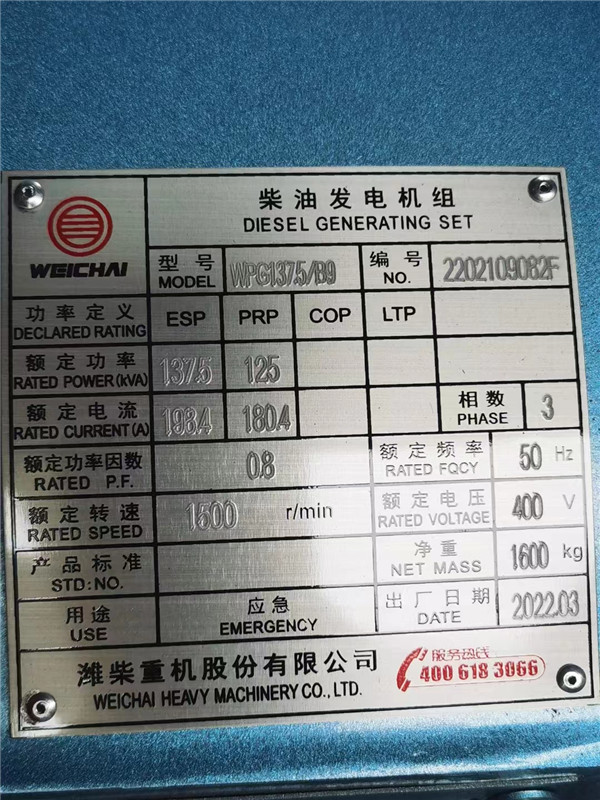 柴油发电机组
DIESEL GENERATING SET
WEICHAI
型号
MODEL
WPG137.5/B9
编号
NO.
2202109082F
功率定义
DECLARED RATING
ESP
PRP
COP
LTP
额定功率
RATED POWER(kVA)
137.5
125
额定电流
RATED CURRENT(A)
198.4
180.4
相数
PHASE
3
额定功率因数
RATED P.F.
0.8
额定频率
RATED FQCY
50 Hz
额定转速
RATED SPEED
1500 r/min
额定电压
RATED VOLTAGE
400 V
产品标准
STD:NO.
净重
NET MASS
1600 kg
用途
USE
应急
EMERGENCY
出厂日期
DATE
2022.03
潍柴重机股份有限公司
WEICHAI HEAVY MACHINERY CO., LTD.
服务热线
400 618 3066